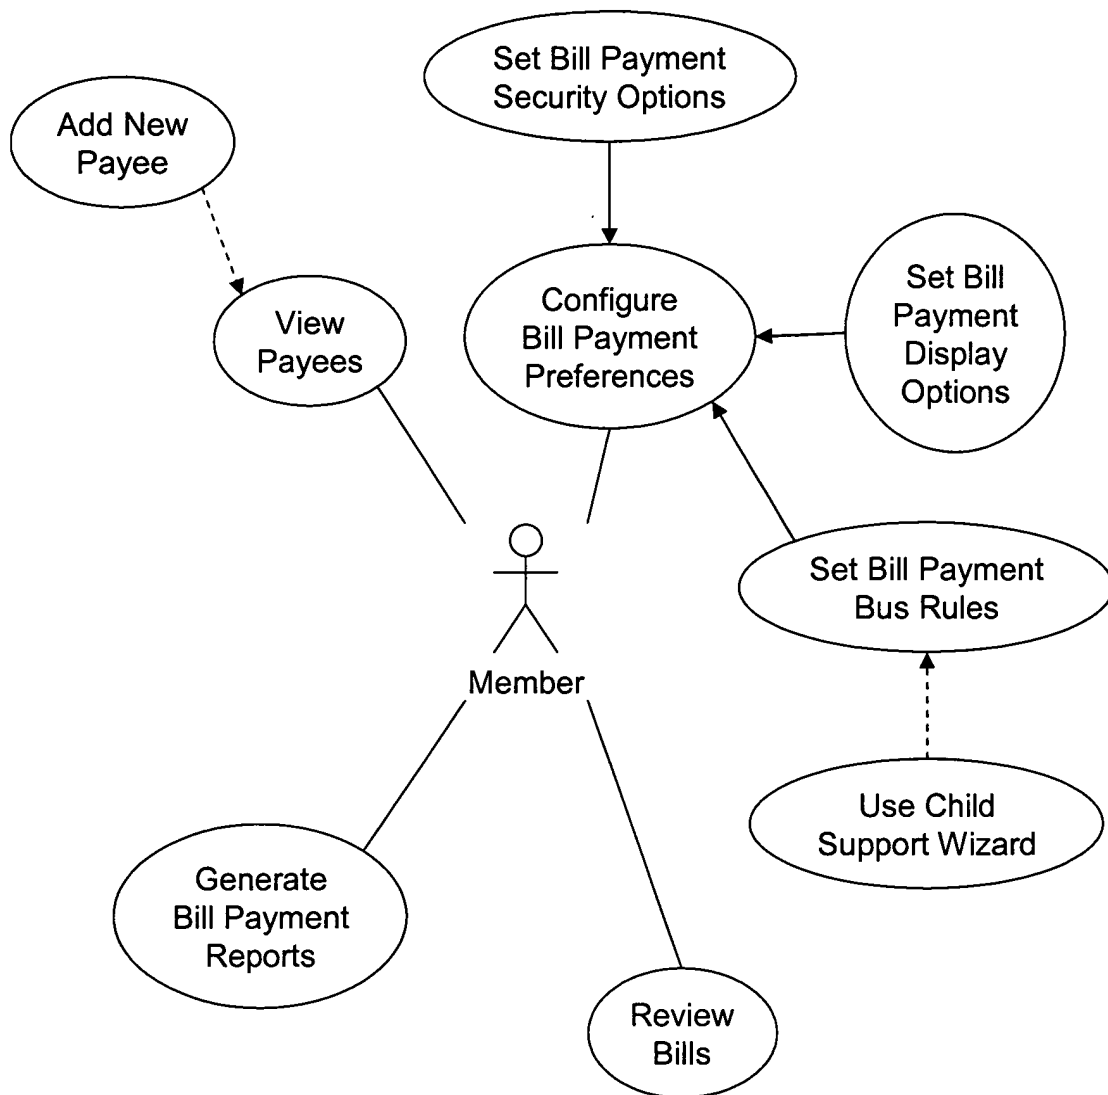 Set Bill Payment
Security Options
Add New
Payee
View
Payees
Configure
Bill Payment
Preferences
Set Bill
Payment
Display
Options
Set Bill Payment
Bus Rules
Member
Use Child
Support Wizard
Generate
Bill Payment
Reports
Review
Bills